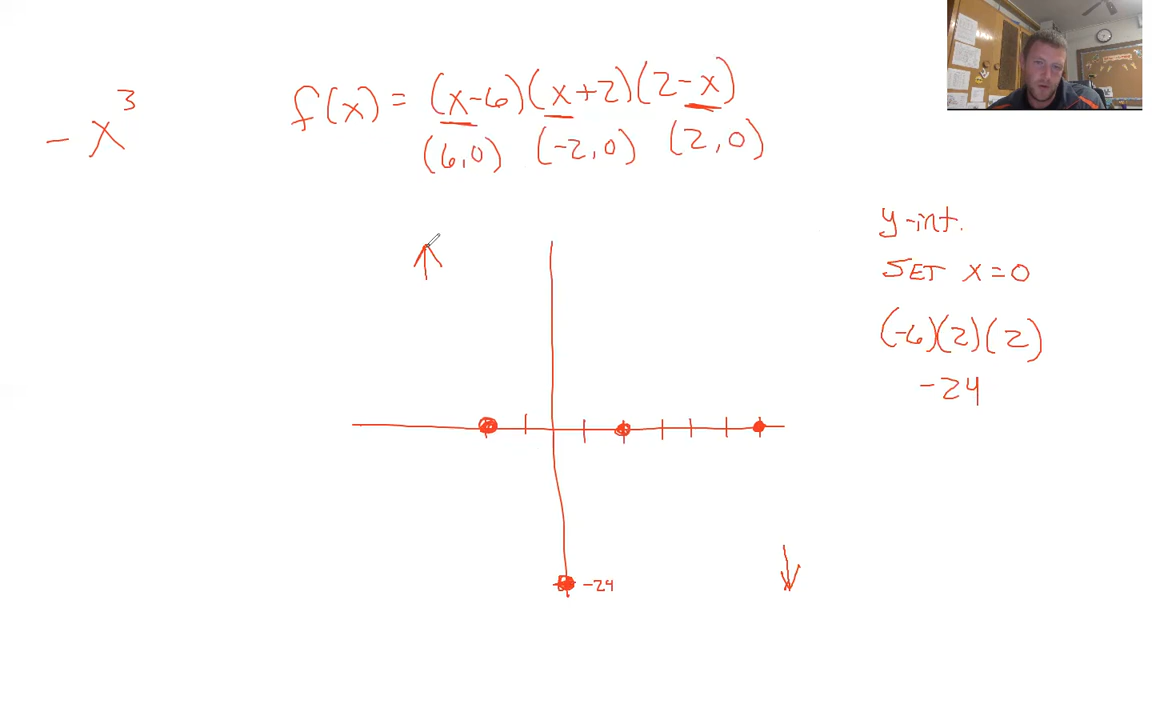 - x³
f(x) = (x-6)(x+2)(2-x)
(6,0) (-2,0) (2,0)
y-int.
SET x=0
(-6)(2)(2)
-24
-24